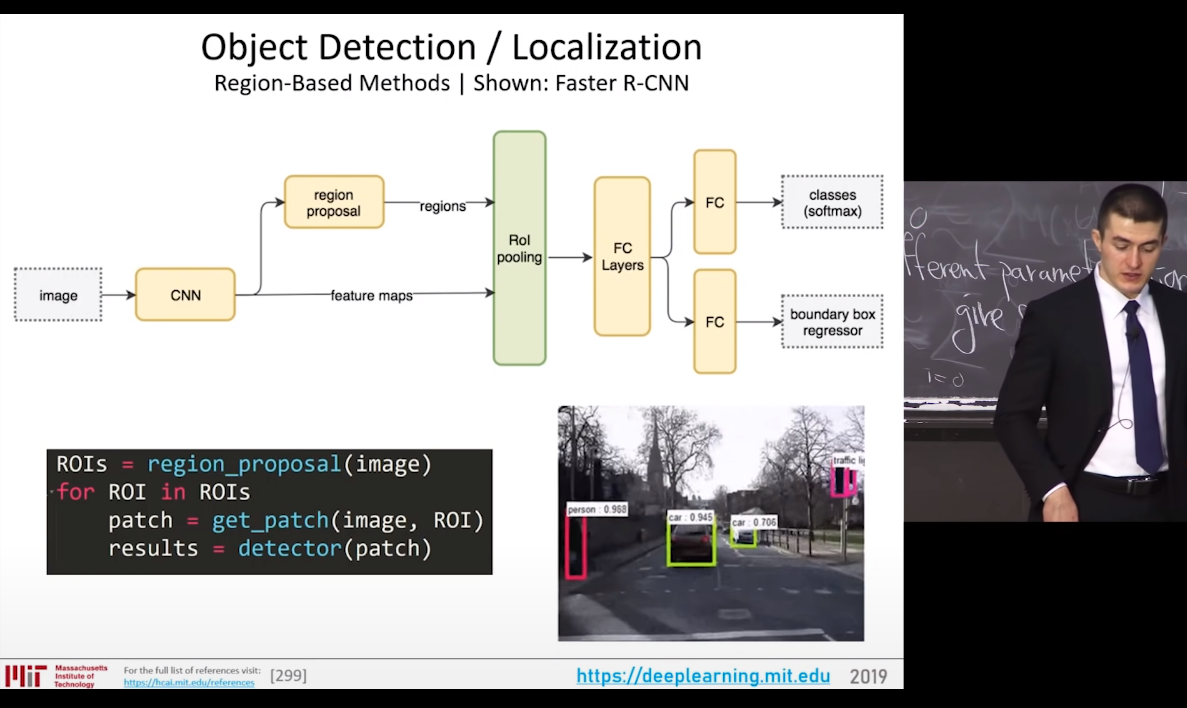 Object Detection / Localization
Region-Based Methods | Shown: Faster R-CNN
region
proposal
regions
image
CNN
feature maps
RoI
pooling
FC
Layers
FC
classes
(softmax)
FC
boundary box
regressor
ROIs = region_proposal(image)
for ROI in ROIs
    patch = get_patch(image, ROI)
    results = detector(patch)
person : 0.988
car : 0.945
car : 0.706
traffic li
MIT
Massachusetts
Institute of
Technology
For the full list of references visit:
https://hcai.mit.edu/references
[299]
https://deeplearning.mit.edu
2019
fferent paramet
give
i=0